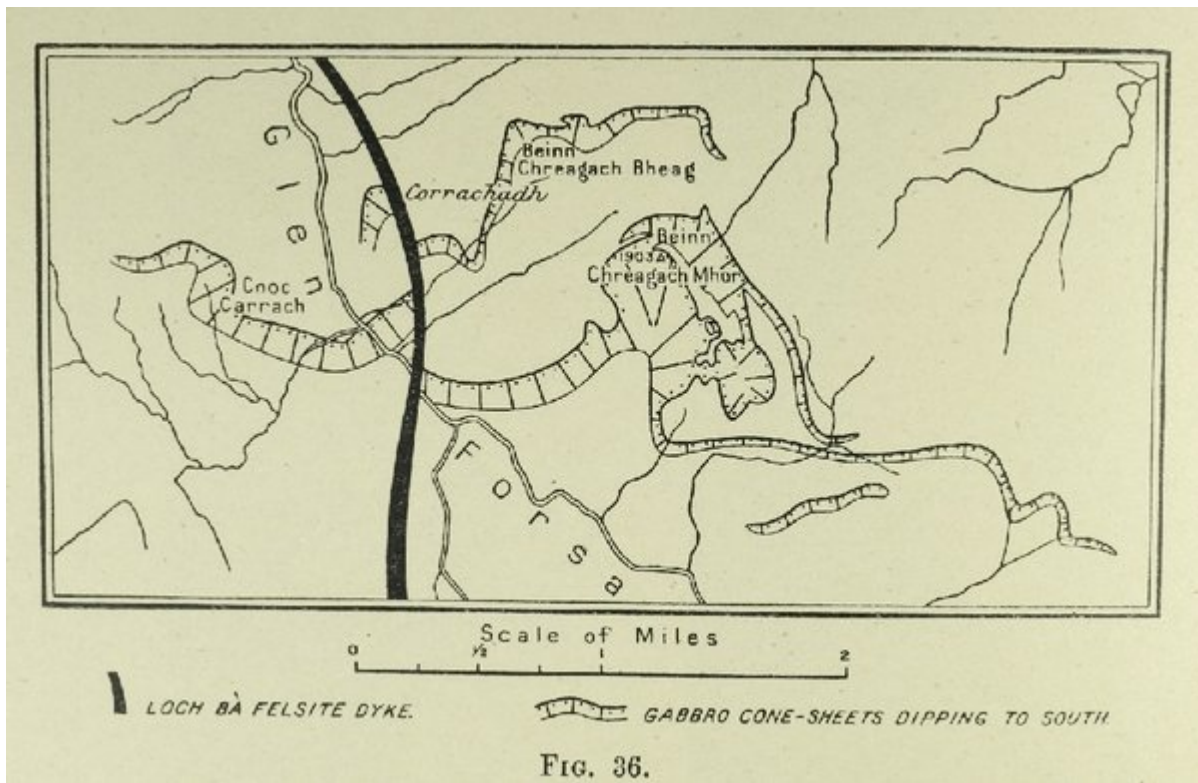 Glen
Beinn
Chreagach Bheag
Corrachadh
Beinn
1903
Chreagach Mhor
Cnoc
Carrach
Forsa
Scale of Miles
0 ½ 1 2
LOCH BÀ FELSITE DYKE.
GABBRO CONE-SHEETS DIPPING TO SOUTH
FIG. 36.